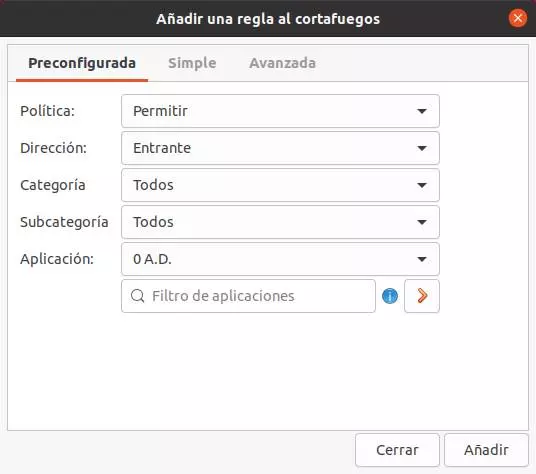 Añadir una regla al cortafuegos
Preconfigurada Simple Avanzada
Política: Permitir
Dirección: Entrante
Categoría Todos
Subcategoría Todos
Aplicación: 0 A.D.
Filtro de aplicaciones
Cerrar Añadir